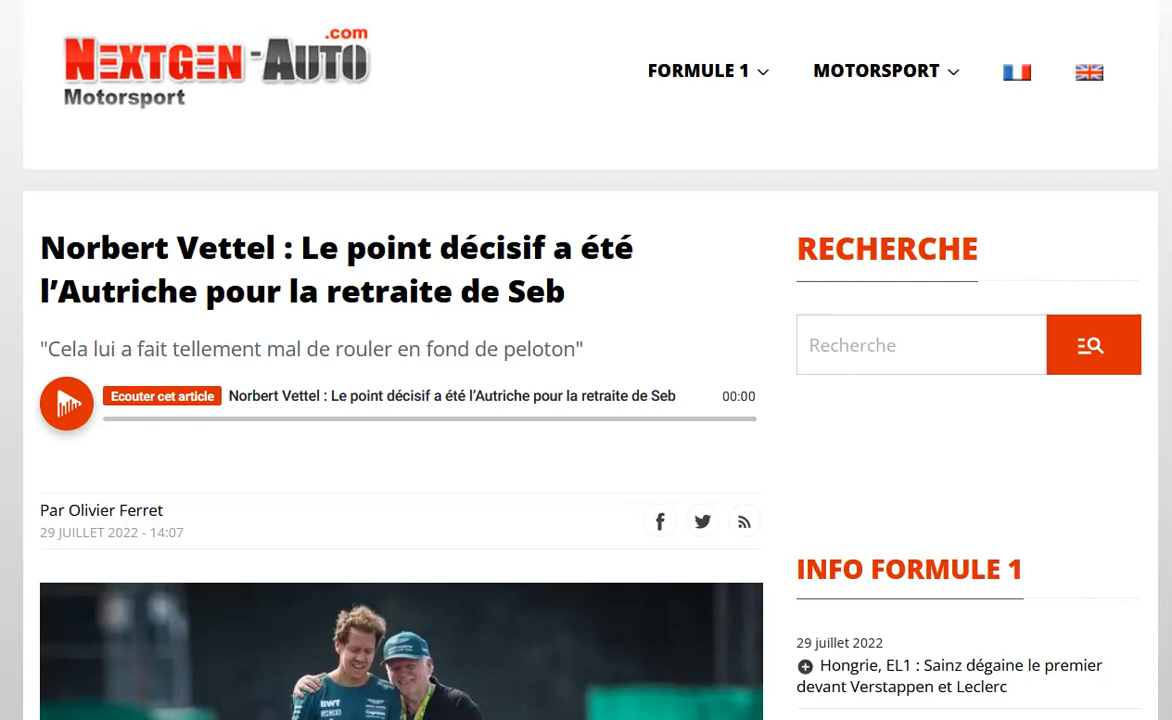 NEXTGEN-AUTO.com
Motorsport
FORMULE 1
MOTORSPORT
Norbert Vettel : Le point décisif a été
l’Autriche pour la retraite de Seb
"Cela lui a fait tellement mal de rouler en fond de peloton"
Ecouter cet article Norbert Vettel : Le point décisif a été l’Autriche pour la retraite de Seb 00:00
Par Olivier Ferret
29 JUILLET 2022 - 14:07
BWT
RECHERCHE
Recherche
INFO FORMULE 1
29 juillet 2022
Hongrie, EL1 : Sainz dégaine le premier
devant Verstappen et Leclerc